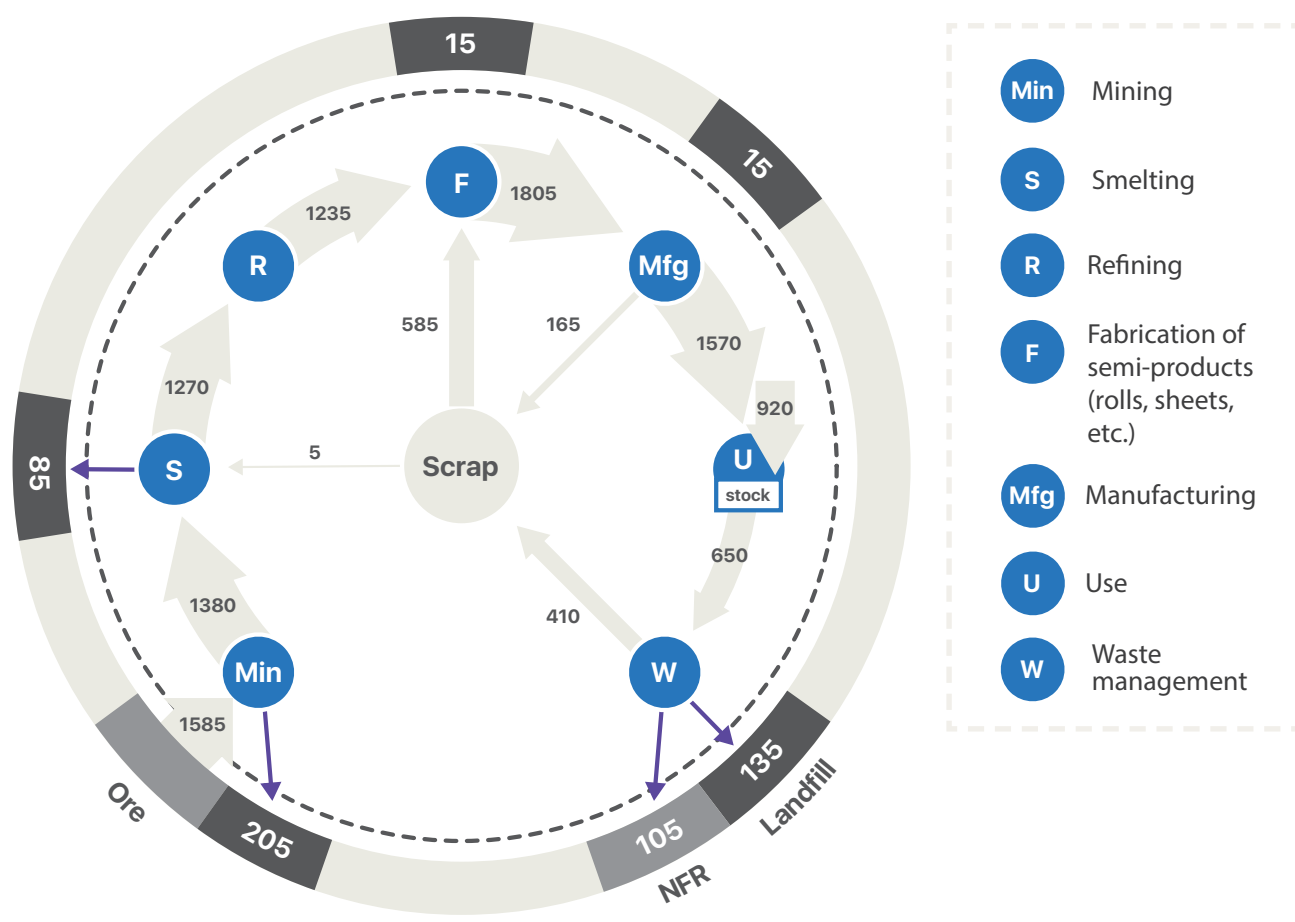 15
15
F
1805
1235
R
Mfg
585
165
1570
1270
920
5
Scrap
S
85
U
stock
650
1380
410
Min
W
1585
Ore
205
105
NFR
135
Landfill
Min
Mining
S
Smelting
R
Refining
F
Fabrication of
semi-products
(rolls, sheets,
etc.)
Mfg
Manufacturing
U
Use
W
Waste
management